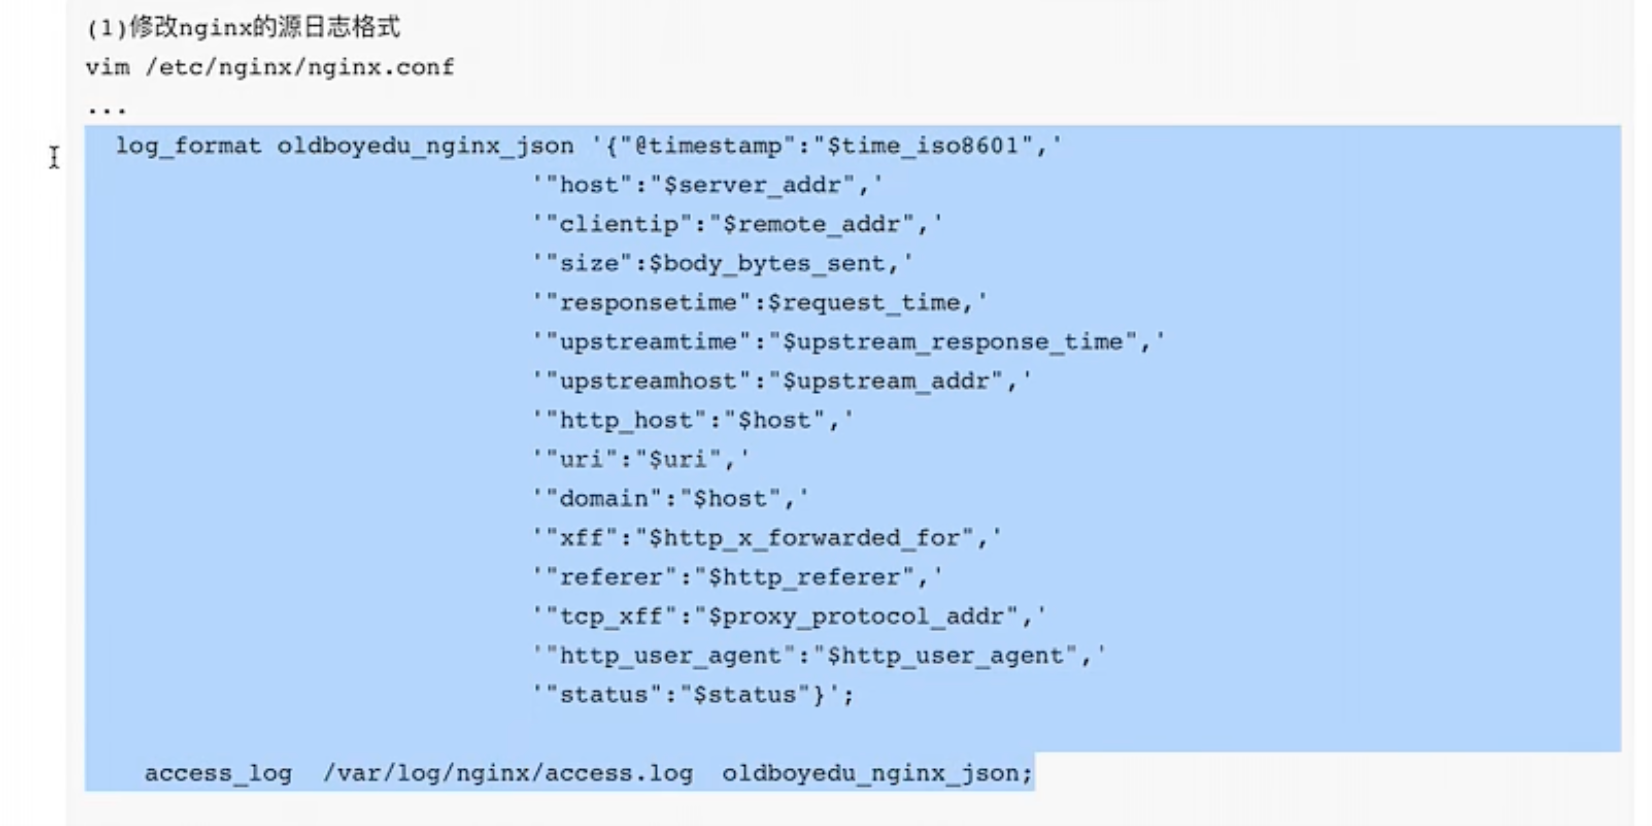 (1)修改nginx的源日志格式
vim /etc/nginx/nginx.conf
...
log_format oldboyedu_nginx_json '{"@timestamp":"$time_iso8601",'
'"host":"$server_addr",'
'"clientip":"$remote_addr",'
'"size":$body_bytes_sent,'
'"responsetime":$request_time,'
'"upstreamtime":"$upstream_response_time",'
'"upstreamhost":"$upstream_addr",'
'"http_host":"$host",'
'"uri":"$uri",'
'"domain":"$host",'
'"xff":"$http_x_forwarded_for",'
'"referer":"$http_referer",'
'"tcp_xff":"$proxy_protocol_addr",'
'"http_user_agent":"$http_user_agent",'
'"status":"$status"}';
access_log  /var/log/nginx/access.log  oldboyedu_nginx_json;